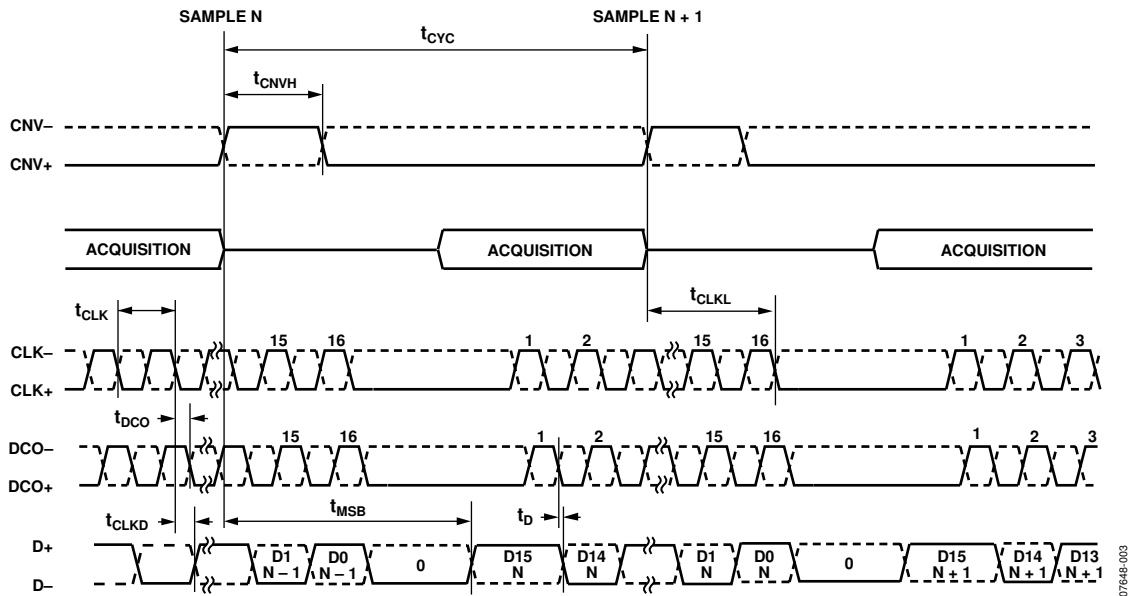 SAMPLE N SAMPLE N + 1
tCYC
tCNVH
CNV–
CNV+
ACQUISITION ACQUISITION ACQUISITION
tCLK tCLKL
CLK– 15 16 1 2 15 16 1 2 3
CLK+
tDCO
DCO– 15 16 1 2 15 16 1 2 3
DCO+
tCLKD tMSB tD
D+ D1 D0 0 D15 D14 D1 D0 0 D15 D14 D13
D– N – 1 N – 1 N N N N N + 1 N + 1 N + 1
07648-003